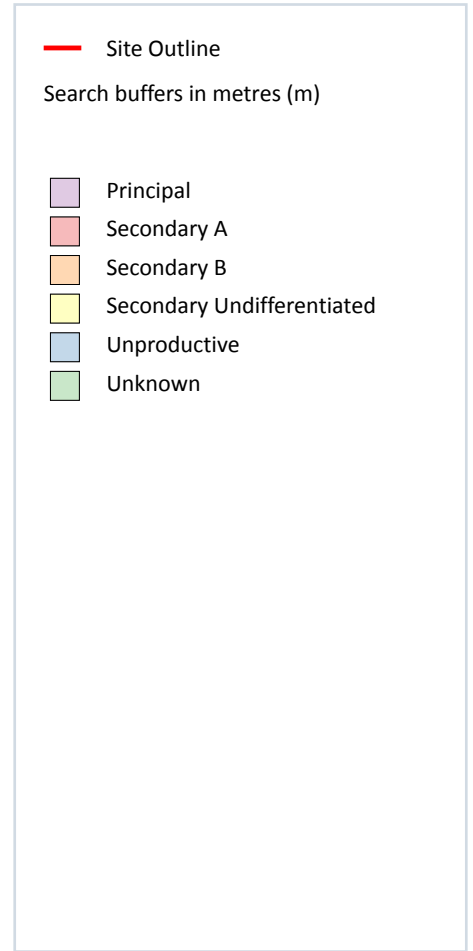 Site Outline
Search buffers in metres (m)
Principal
Secondary A
Secondary B
Secondary Undifferentiated
Unproductive
Unknown